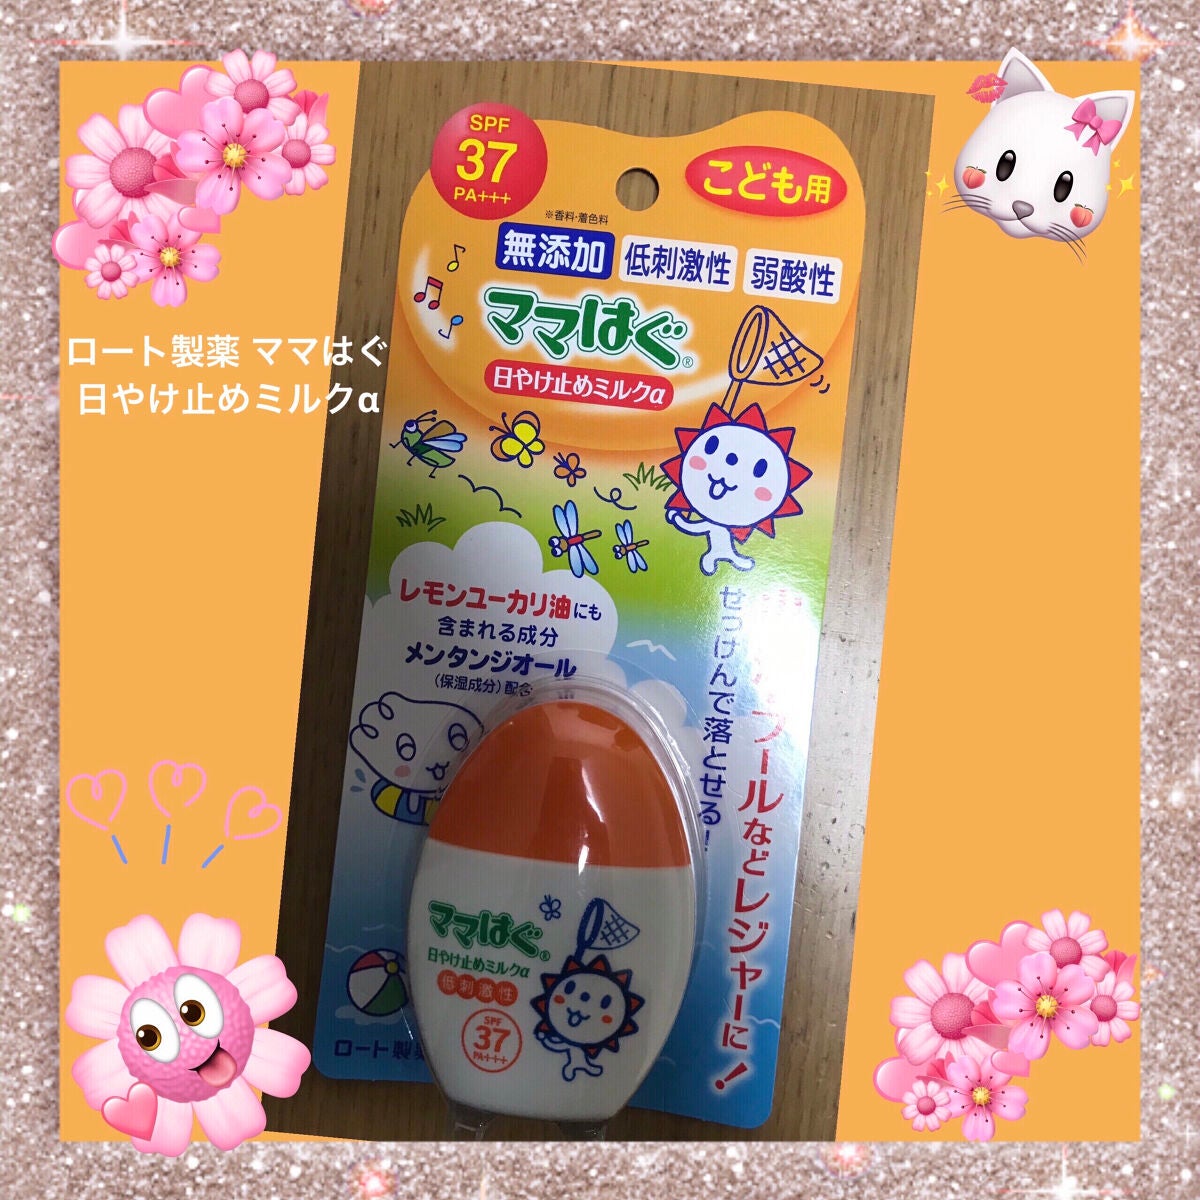 SPF
37
PA+++
こども用
※香料・着色料
無添加 低刺激性 弱酸性
ママはぐ®
日やけ止めミルクα
ロート製薬 ママはぐ
日やけ止めミルクα
レモンユーカリ油にも
含まれる成分
メンタンジオール
(保湿成分)配合
プールなどレジャーに!
せっけんで落とせる!
ママはぐ®
日やけ止めミルクα
低刺激性
SPF
37
PA+++
ロート製薬